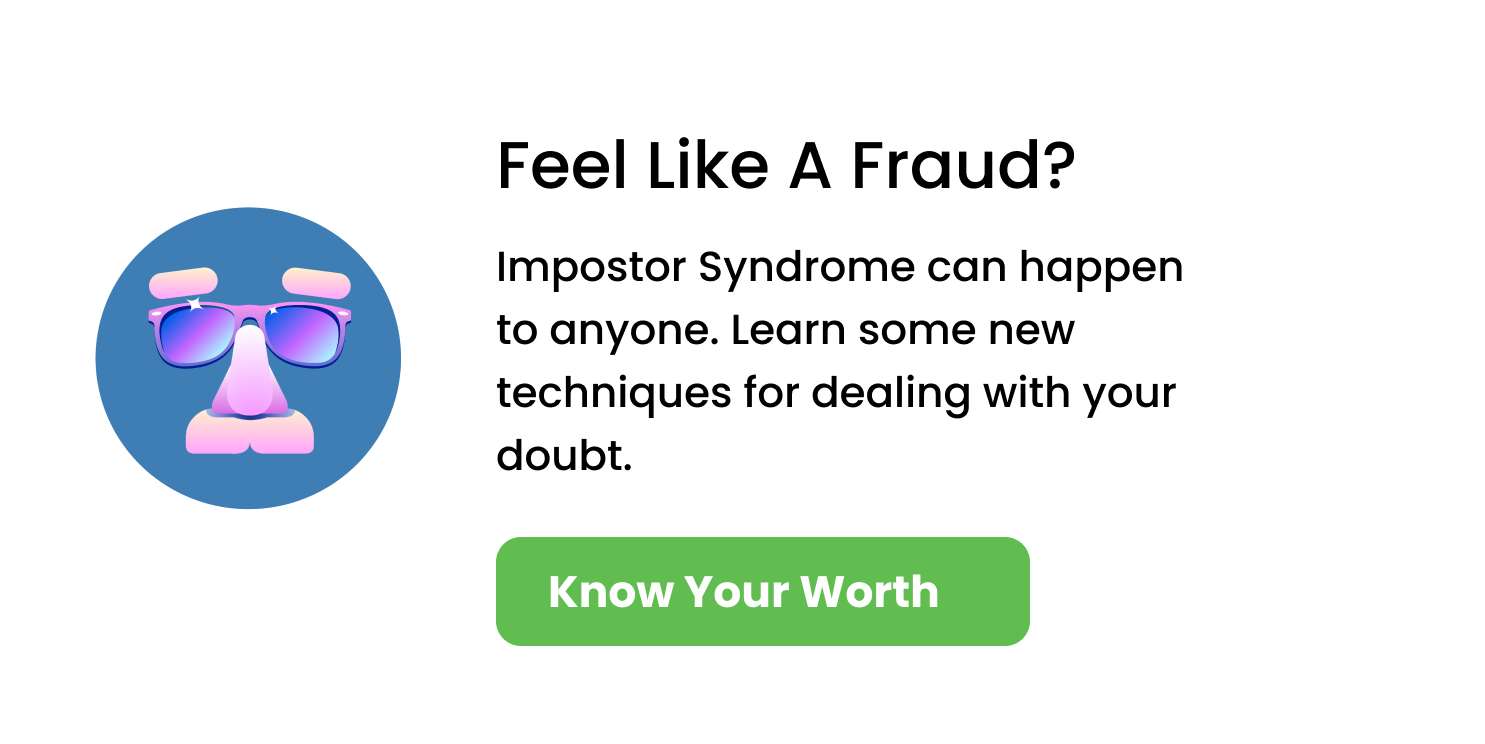 Feel Like A Fraud?
Impostor Syndrome can happen
to anyone. Learn some new
techniques for dealing with your
doubt.
Know Your Worth